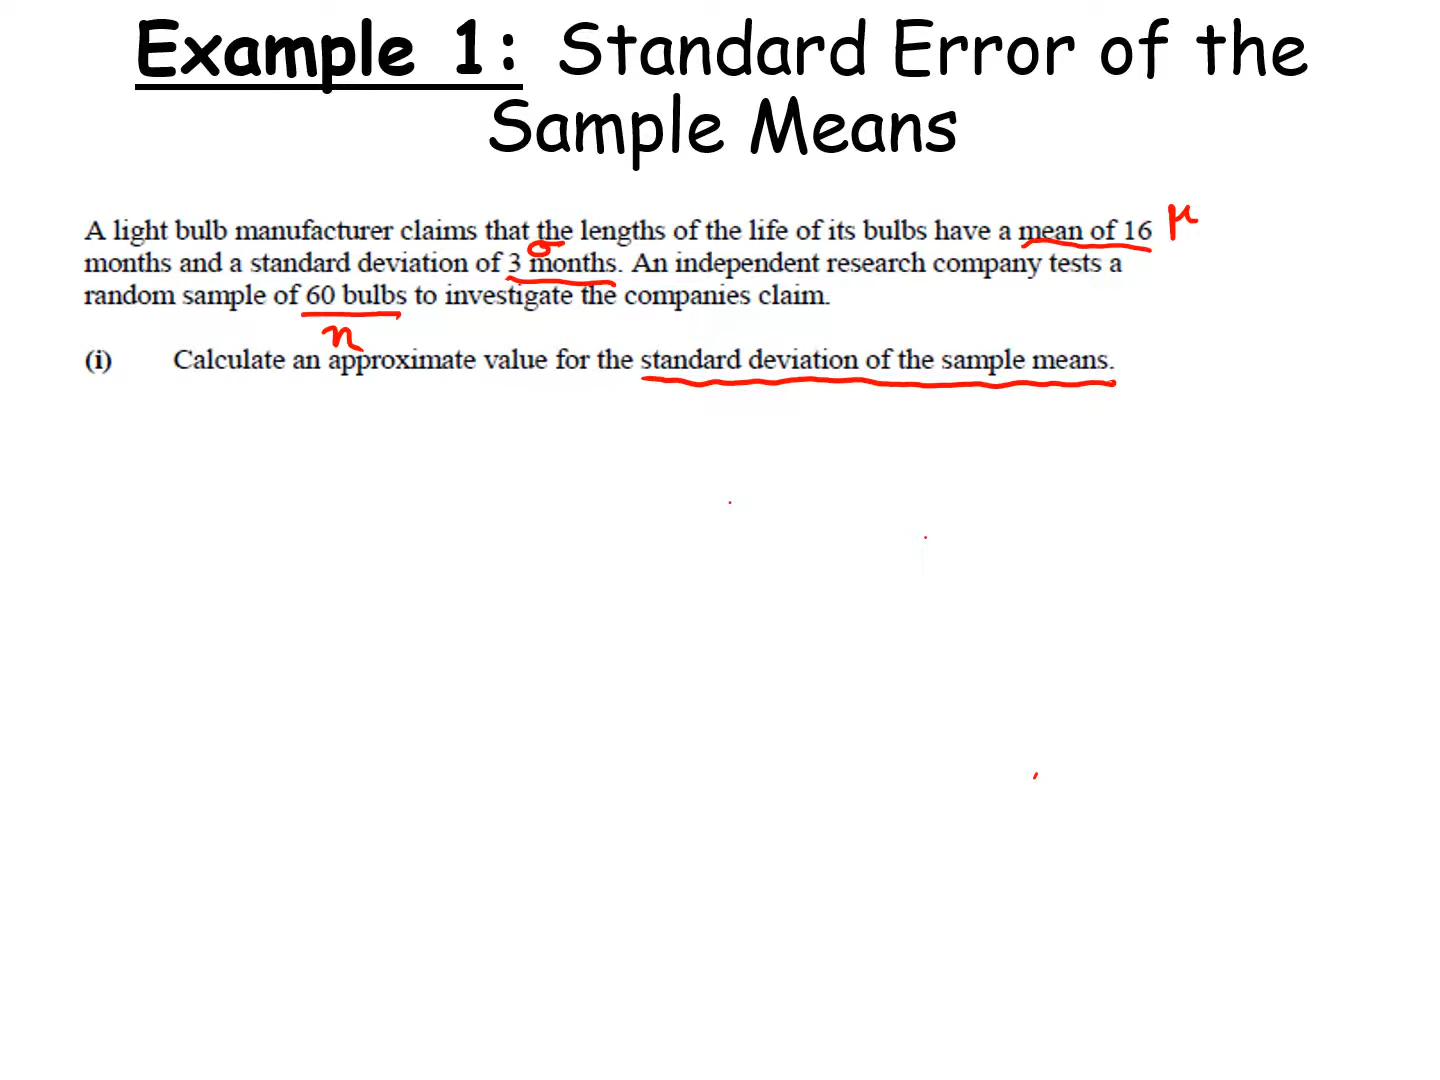 Example 1: Standard Error of the
Sample Means
A light bulb manufacturer claims that the lengths of the life of its bulbs have a mean of 16 μ
σ
months and a standard deviation of 3 months. An independent research company tests a
random sample of 60 bulbs to investigate the companies claim.
n
(i) Calculate an approximate value for the standard deviation of the sample means.